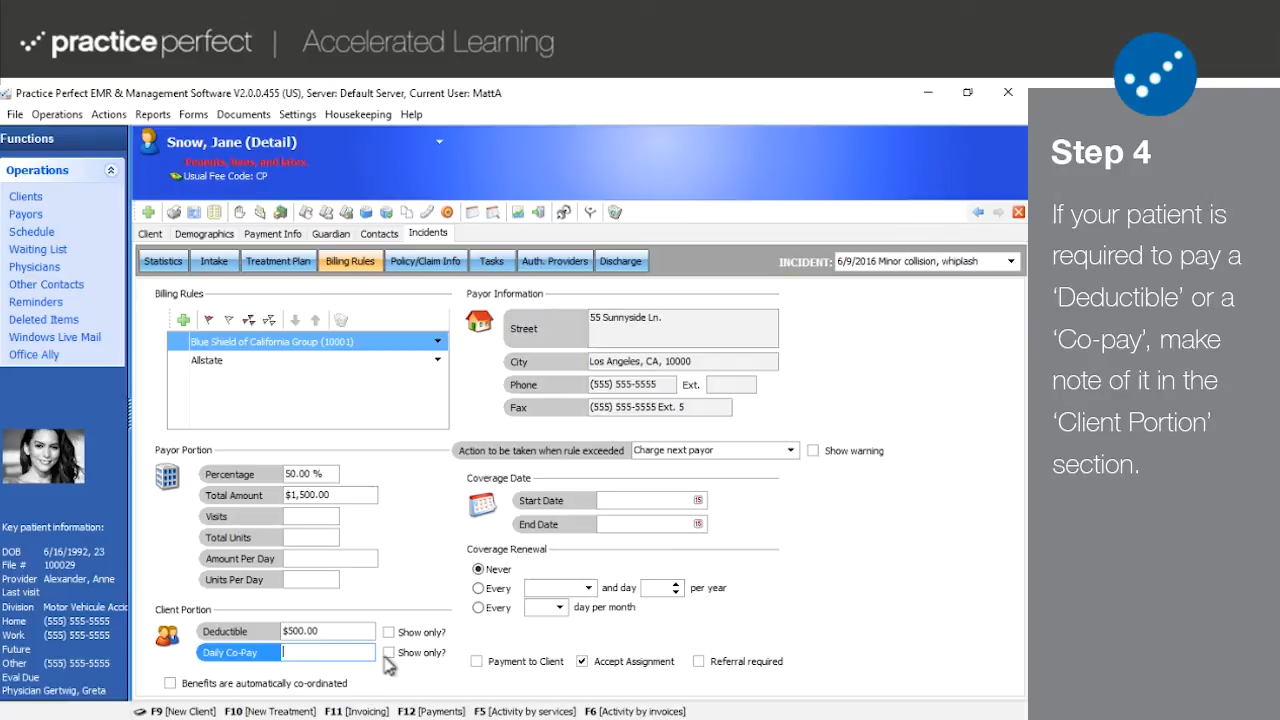 practiceperfect | Accelerated Learning
Practice Perfect EMR & Management Software V2.0.0.455 (US), Server: Default Server, Current User: MattA
File Operations Actions Reports Forms Documents Settings Housekeeping Help
Functions
Operations
Clients
Payors
Schedule
Waiting List
Physicians
Other Contacts
Reminders
Deleted Items
Windows Live Mail
Office Ally
Key patient information:
DOB 6/16/1992, 23
File # 100029
Provider Alexander, Anne
Last visit
Division Motor Vehicule Accid
Home (555) 555-5555
Work (555) 555-5555
Future
Other (555) 555-5555
Eval Due
Physician Gertwig, Greta
Snow, Jane (Detail)
Peanuts, bees, and latex.
Usual Fee Code: CP
Client Demographics Payment Info Guardian Contacts Incidents
Statistics Intake Treatment Plan Billing Rules Policy/Claim Info Tasks Auth. Providers Discharge
INCIDENT: 6/9/2016 Minor collision, whiplash
Billing Rules
Blue Shield of California Group (10001)
Allstate
Payor Information
Street 55 Sunnyside Ln.
City Los Angeles, CA, 10000
Phone (555) 555-5555 Ext.
Fax (555) 555-5555 Ext. 5
Payor Portion
Percentage 50.00 %
Total Amount $1,500.00
Visits
Total Units
Amount Per Day
Units Per Day
Action to be taken when rule exceeded Charge next payor Show warning
Coverage Date
Start Date 15
End Date 15
Coverage Renewal
Never
Every and day per year
Every day per month
Client Portion
Deductible $500.00 Show only?
Daily Co-Pay Show only?
Benefits are automatically co-ordinated
Payment to Client Accept Assignment Referral required
F9 [New Client] F10 [New Treatment] F11 [Invoicing] F12 [Payments] F5 [Activity by services] F6 [Activity by invoices]
Step 4
If your patient is
required to pay a
‘Deductible’ or a
‘Co-pay’, make
note of it in the
‘Client Portion’
section.